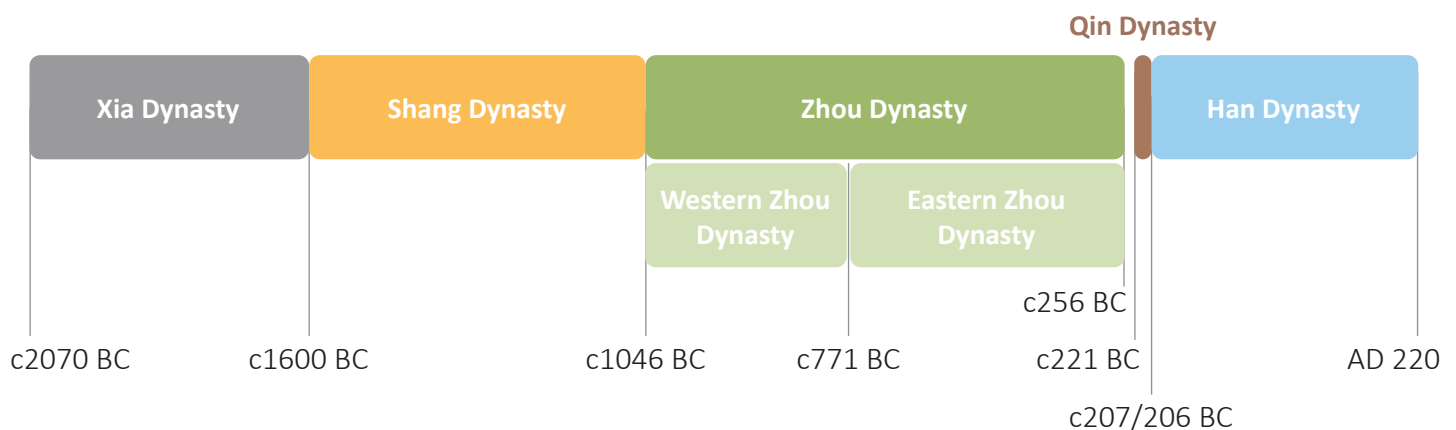 Qin Dynasty
Xia Dynasty
Shang Dynasty
Zhou Dynasty
Han Dynasty
Western Zhou
Dynasty
Eastern Zhou
Dynasty
c256 BC
c2070 BC
c1600 BC
c1046 BC
c771 BC
c221 BC
AD 220
c207/206 BC